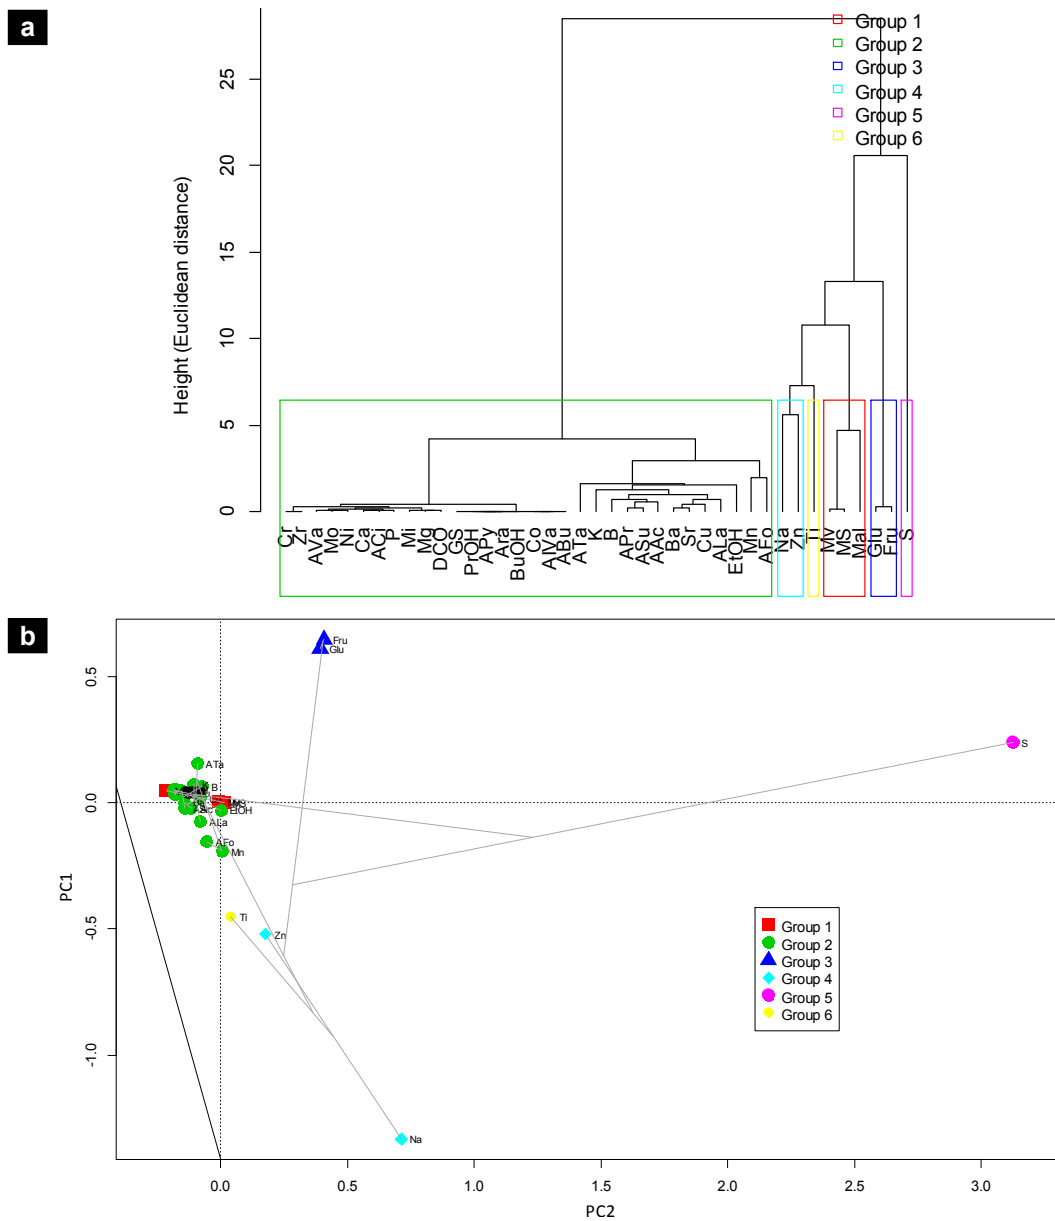 a
Group 1
Group 2
Group 3
Group 4
Group 5
Group 6
Height (Euclidean distance)
25
20
15
10
5
0
Cr
Zr
AVa
Mo
Ni
Ca
ACi
P
Mi
Mg
DCO
GS
PrOH
APy
Ara
BuOH
Co
AIVa
ABu
ATa
K
B
APr
ASu
AAc
Ba
Sr
Cu
ALa
EtOH
Mn
AFo
Na
Zn
Ti
Mv
MS
Mal
Glu
Fru
S
b
PC1
0.5
0.0
-0.5
-1.0
Fru
Glu
S
ATa
B
EtOH
ALa
AFo
Mn
Ti
Zn
Na
Group 1
Group 2
Group 3
Group 4
Group 5
Group 6
0.0 0.5 1.0 1.5 2.0 2.5 3.0
PC2